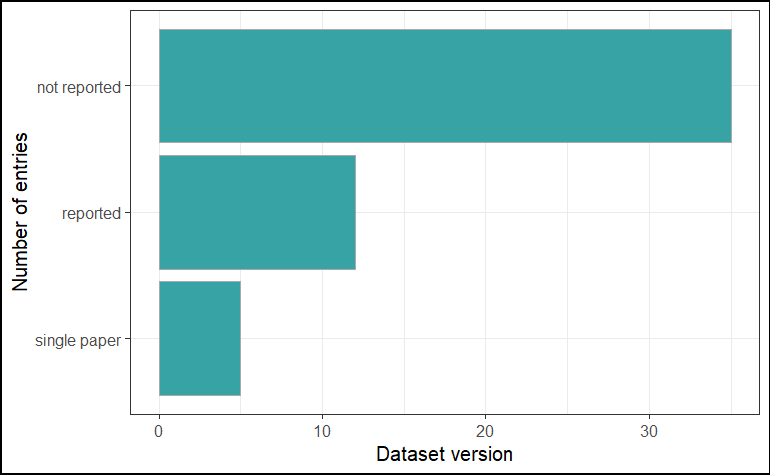 Number of entries
not reported
reported
single paper
0 10 20 30
Dataset version